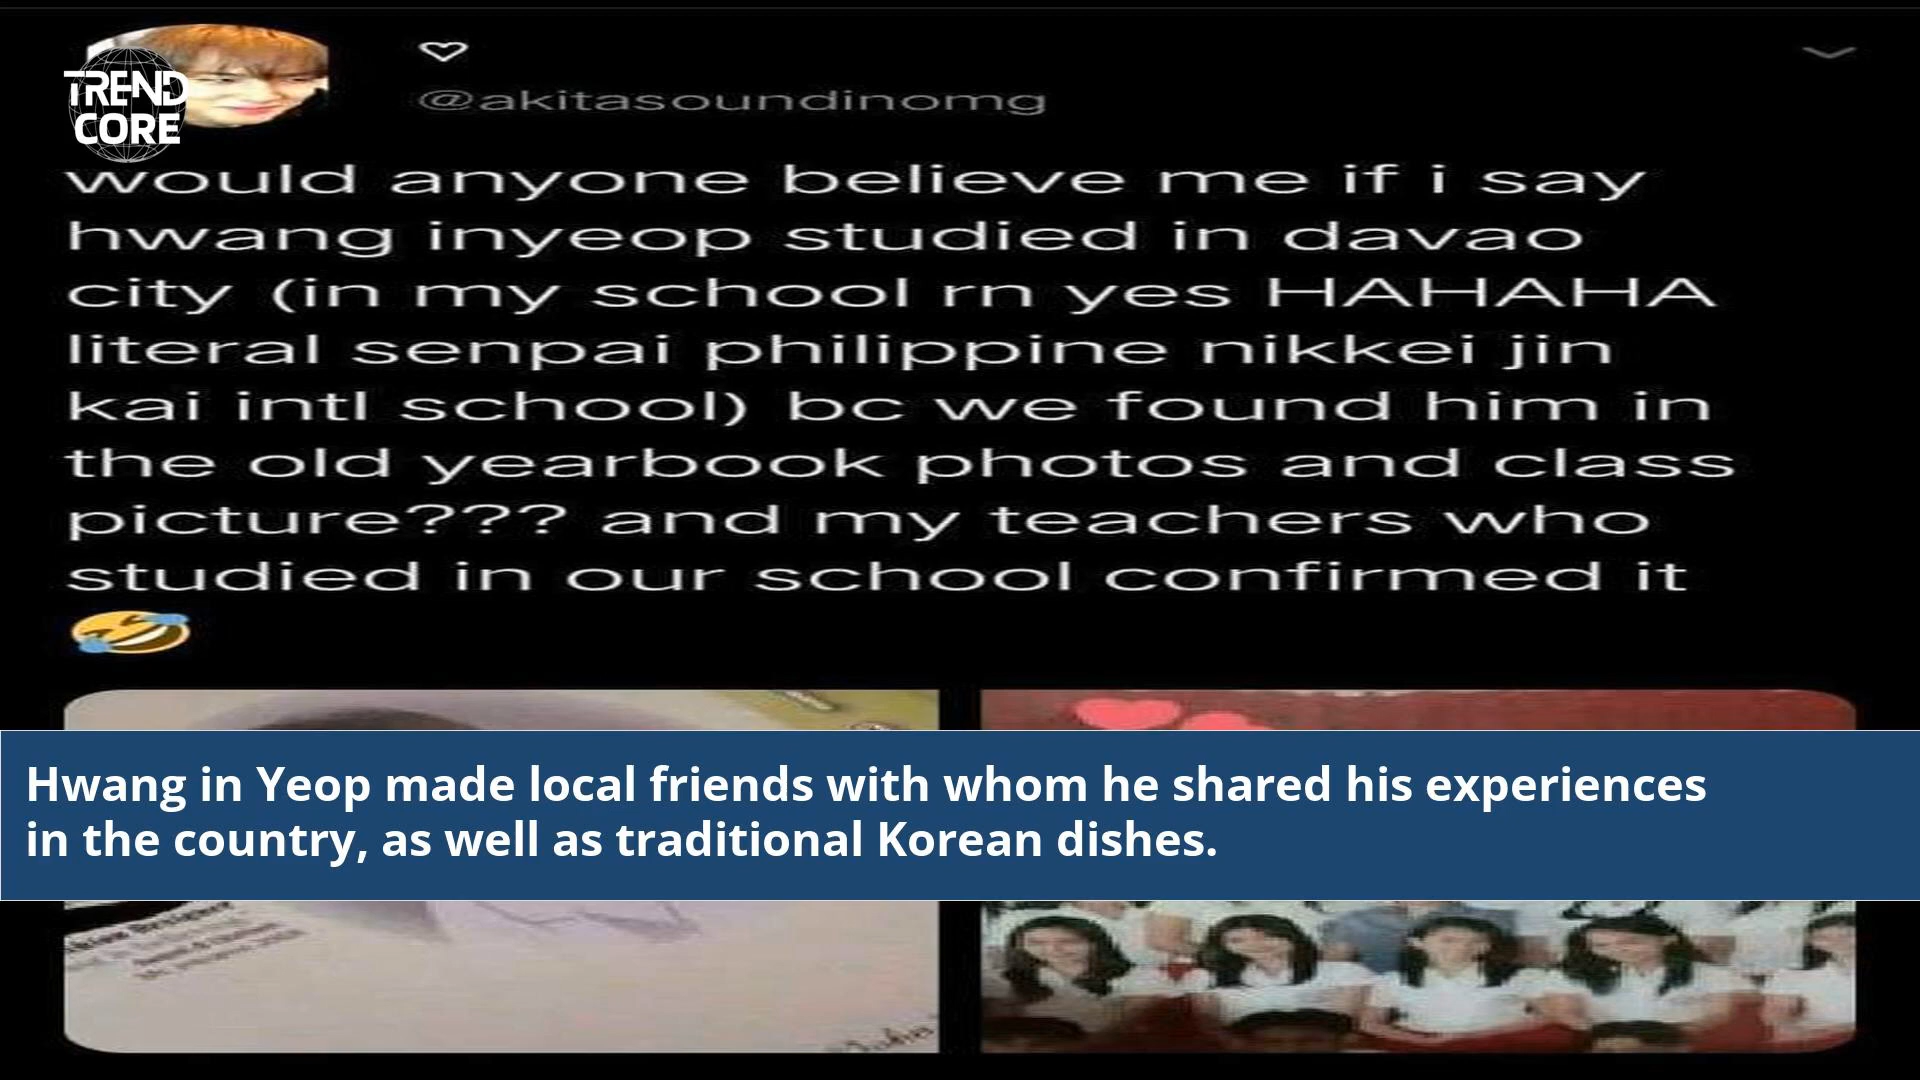 TREND
CORE
@akitasoundinomg
would anyone believe me if i say
hwang inyeop studied in davao
city (in my school rn yes HAHAHA
literal senpai philippine nikkei jin
kai intl school) bc we found him in
the old yearbook photos and class
picture??? and my teachers who
studied in our school confirmed it
🤣
Hwang in Yeop made local friends with whom he shared his experiences
in the country, as well as traditional Korean dishes.